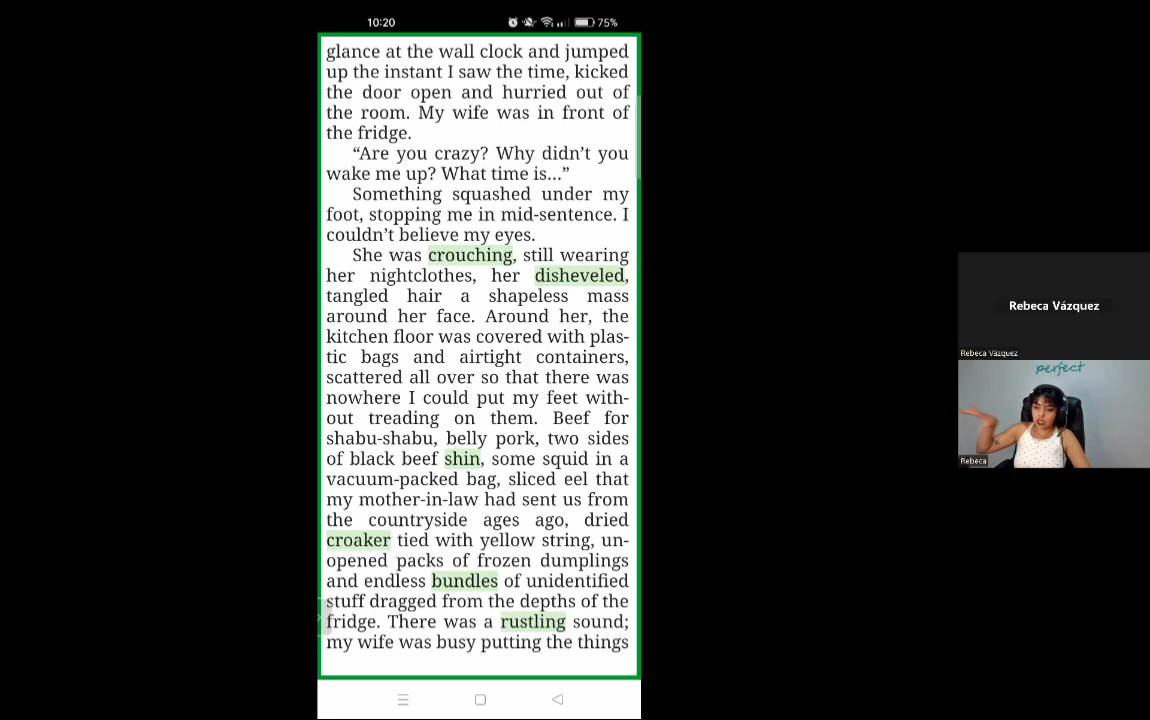 10:20
75%
glance at the wall clock and jumped
up the instant I saw the time, kicked
the door open and hurried out of
the room. My wife was in front of
the fridge.
“Are you crazy? Why didn’t you
wake me up? What time is...”
Something squashed under my
foot, stopping me in mid-sentence. I
couldn’t believe my eyes.
She was crouching, still wearing
her nightclothes, her disheveled,
tangled hair a shapeless mass
around her face. Around her, the
kitchen floor was covered with plas-
tic bags and airtight containers,
scattered all over so that there was
nowhere I could put my feet with-
out treading on them. Beef for
shabu-shabu, belly pork, two sides
of black beef shin, some squid in a
vacuum-packed bag, sliced eel that
my mother-in-law had sent us from
the countryside ages ago, dried
croaker tied with yellow string, un-
opened packs of frozen dumplings
and endless bundles of unidentified
stuff dragged from the depths of the
fridge. There was a rustling sound;
my wife was busy putting the things
Rebeca Vázquez
Rebeca Vázquez
perfect
Rebeca